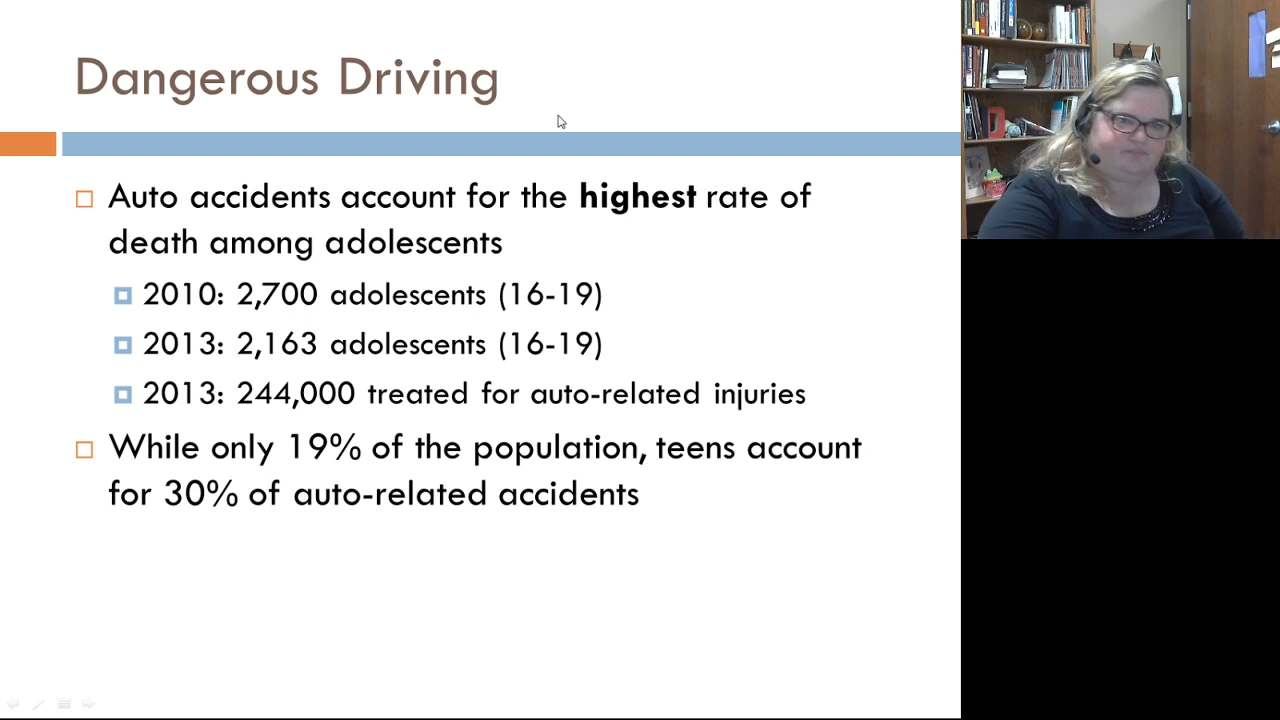 Dangerous Driving
Auto accidents account for the highest rate of
death among adolescents
2010: 2,700 adolescents (16-19)
2013: 2,163 adolescents (16-19)
2013: 244,000 treated for auto-related injuries
While only 19% of the population, teens account
for 30% of auto-related accidents